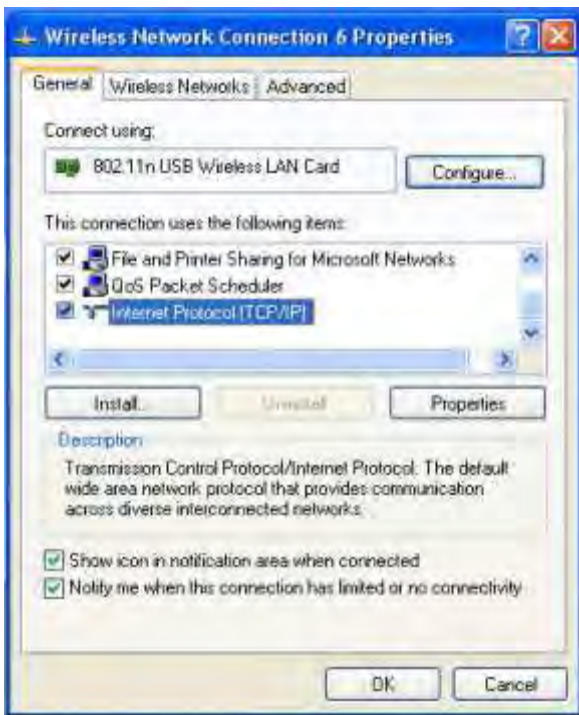 Wireless Network Connection 6 Properties
General Wireless Networks Advanced
Connect using:
802.11n USB Wireless LAN Card Configure...
This connection uses the following items:
File and Printer Sharing for Microsoft Networks
QoS Packet Scheduler
Internet Protocol (TCP/IP)
Install... Uninstall Properties
Description
Transmission Control Protocol/Internet Protocol. The default
wide area network protocol that provides communication
across diverse interconnected networks.
Show icon in notification area when connected
Notify me when this connection has limited or no connectivity
OK Cancel